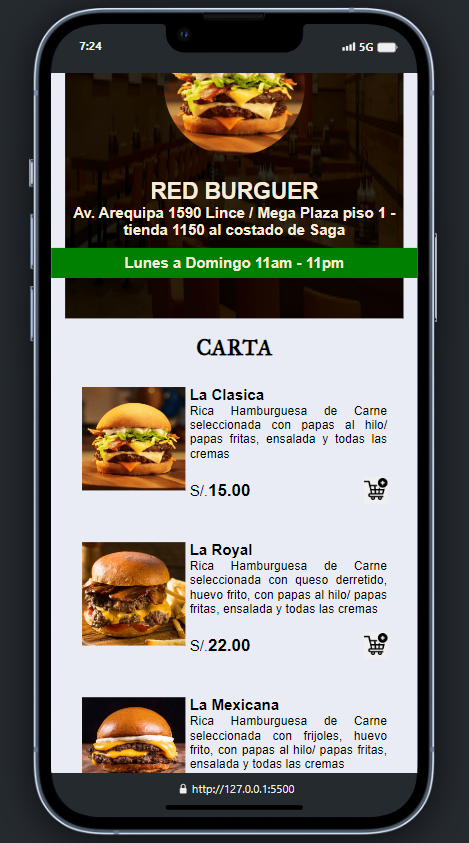 7:24
5G
RED BURGUER
Av. Arequipa 1590 Lince / Mega Plaza piso 1 -
tienda 1150 al costado de Saga
Lunes a Domingo 11am - 11pm
CARTA
La Clasica
Rica Hamburguesa de Carne
seleccionada con papas al hilo/
papas fritas, ensalada y todas las
cremas
S/.15.00
La Royal
Rica Hamburguesa de Carne
seleccionada con queso derretido,
huevo frito, con papas al hilo/ papas
fritas, ensalada y todas las cremas
S/.22.00
La Mexicana
Rica Hamburguesa de Carne
seleccionada con frijoles, huevo
frito, con papas al hilo/ papas fritas,
ensalada y todas las cremas
http://127.0.0.1:5500